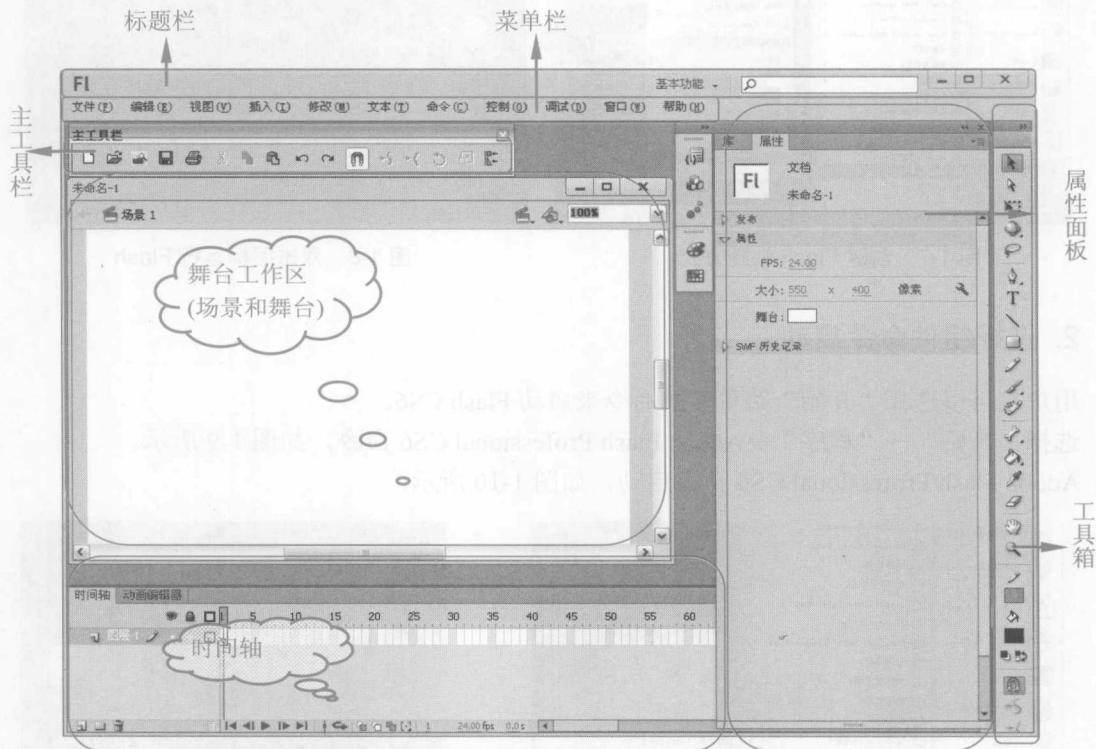 标题栏
菜单栏
Fl
基本功能
文件(F) 编辑(E) 视图(V) 插入(I) 修改(M) 文本(T) 命令(C) 控制(O) 调试(D) 窗口(W) 帮助(H)
主工具栏
主工具栏
库 属性
未命名-1
Fl
文档
未命名-1
属性面板
场景 1
100%
发布
属性
FPS: 24.00
大小: 550 x 400 像素
舞台:
SWF 历史记录
舞台工作区
(场景和舞台)
T
工具箱
时间轴 动画编辑器
1 5 10 15 20 25 30 35 40 45 50 55 60
图层 1
时间轴
1 24.00 fps 0.0 s